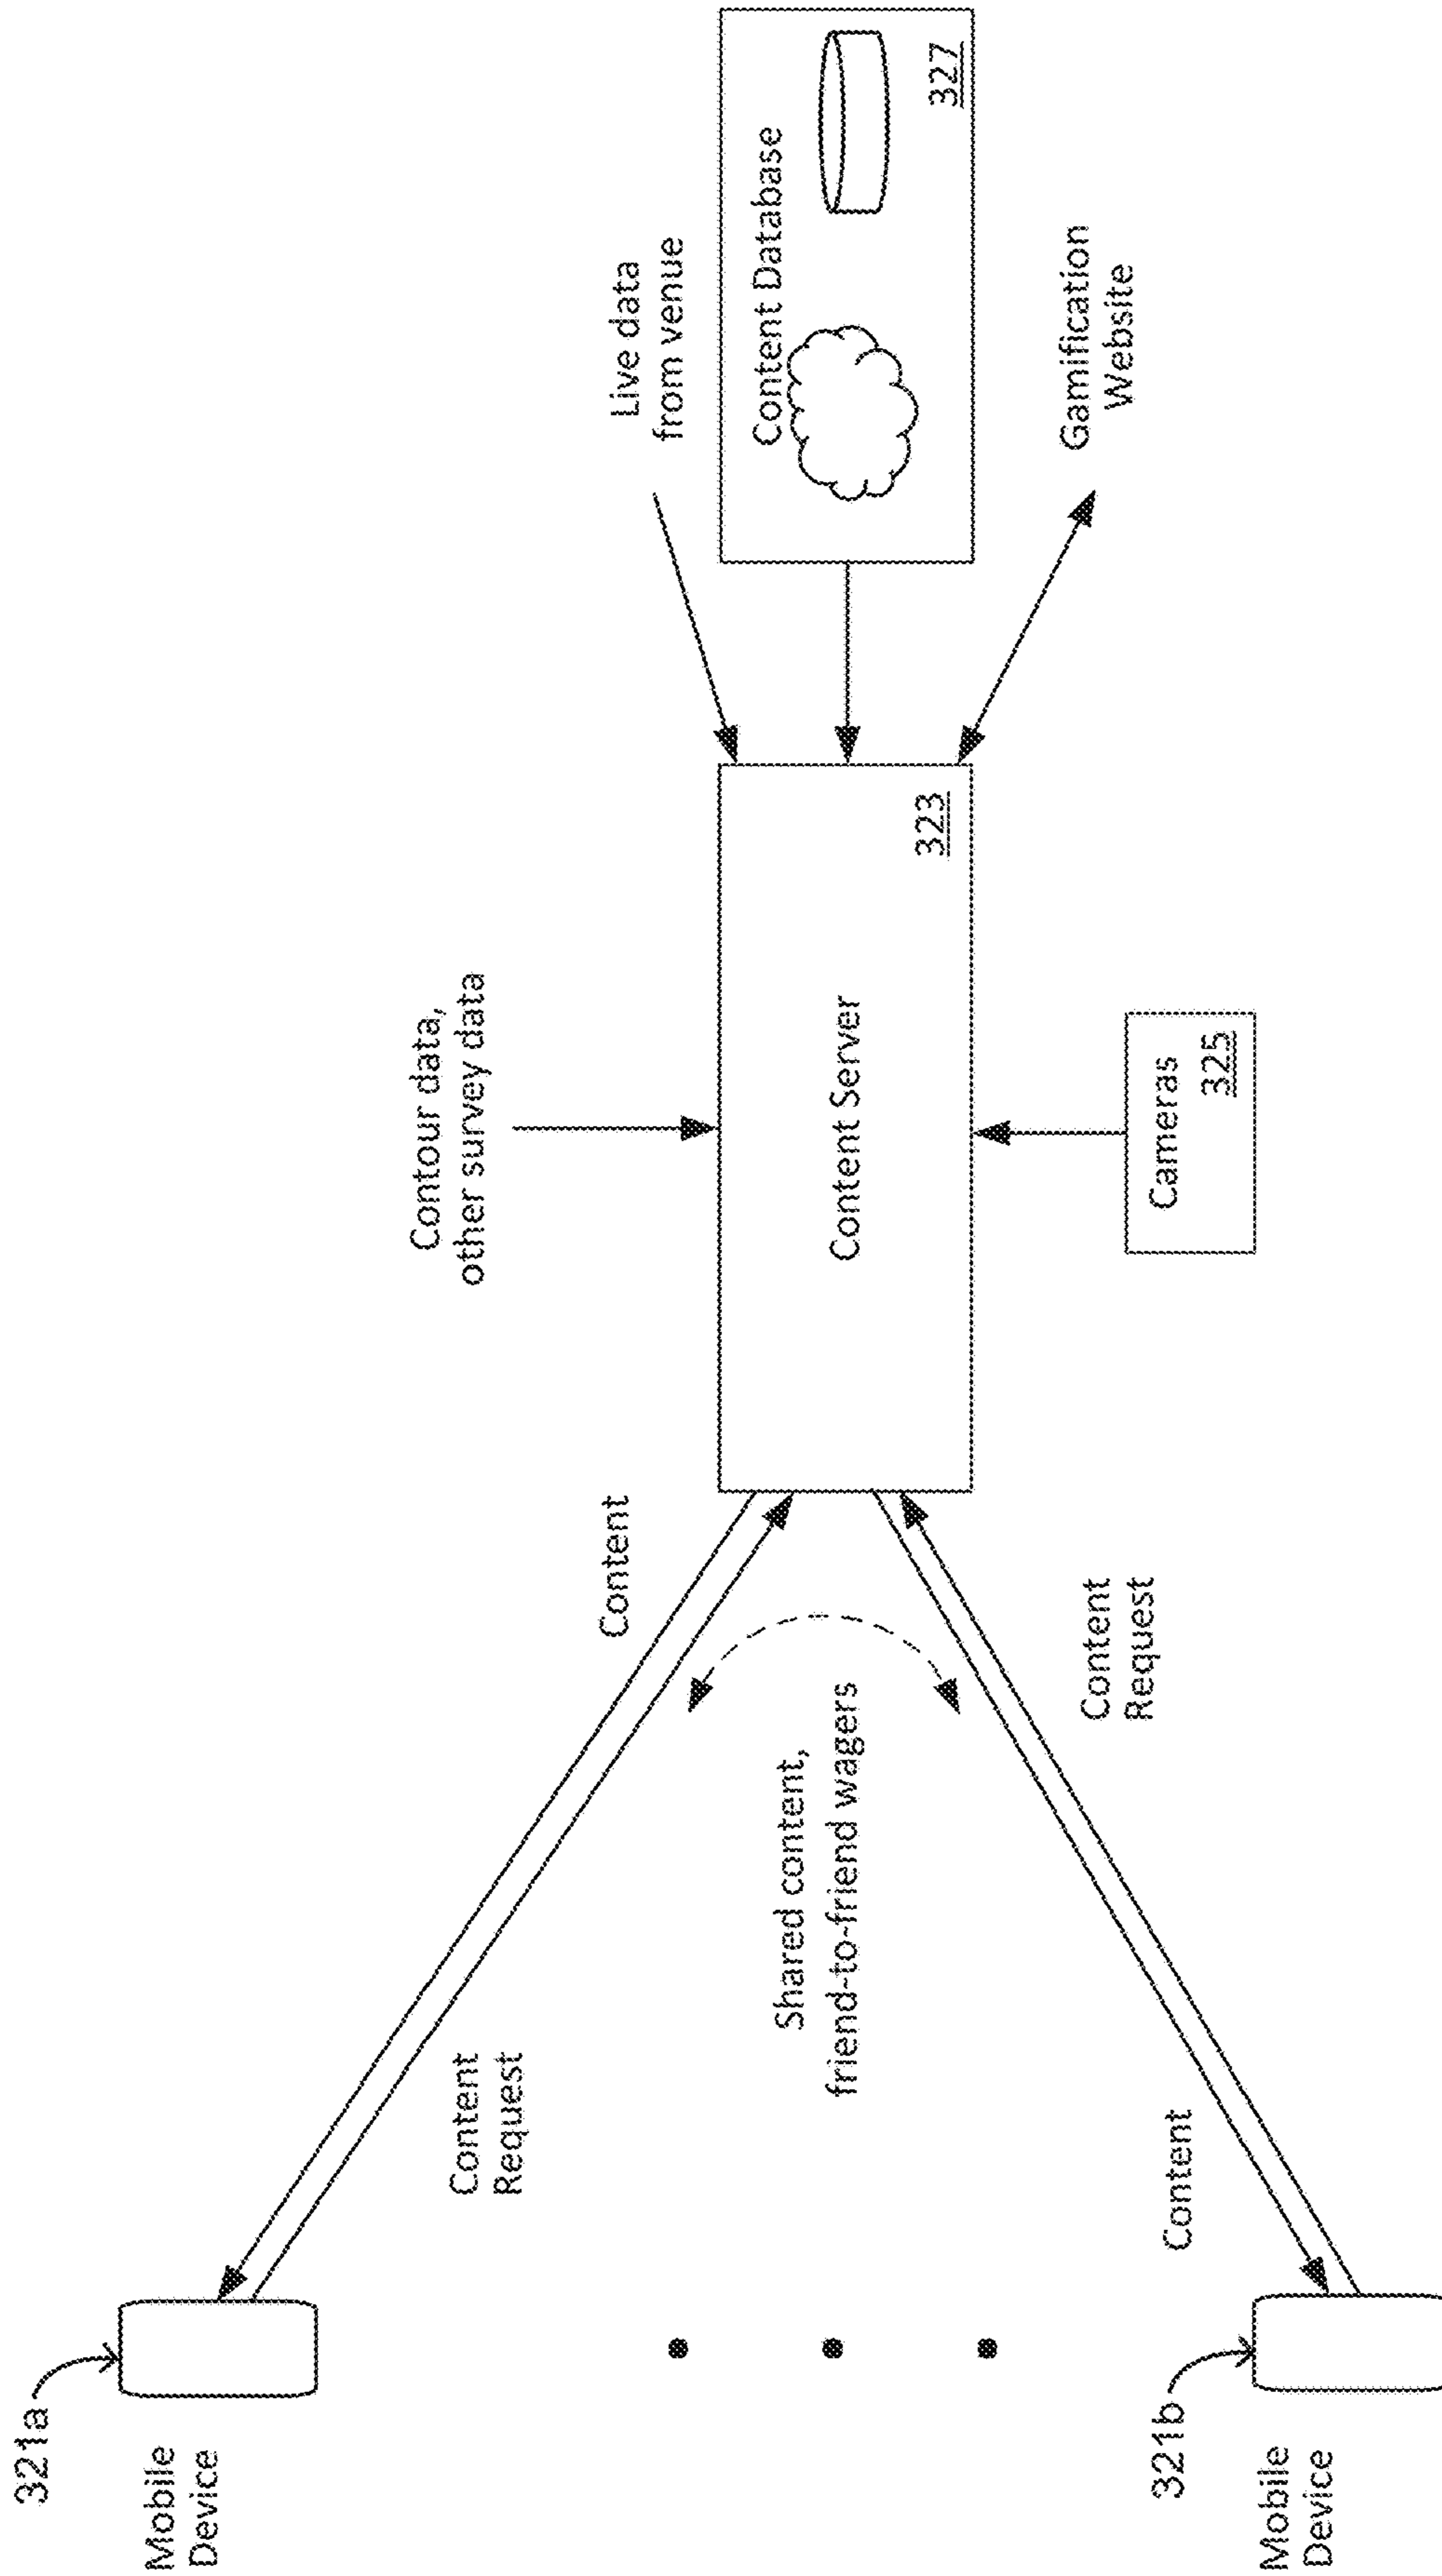 321a
Mobile
Device
Content
Request
Content
Contour data,
other survey data
Live data
from venue
Shared content,
friend-to-friend wagers
Content Server
323
Content Database
327
Cameras
325
Gamification
Website
321b
Mobile
Device
Content
Content
Request